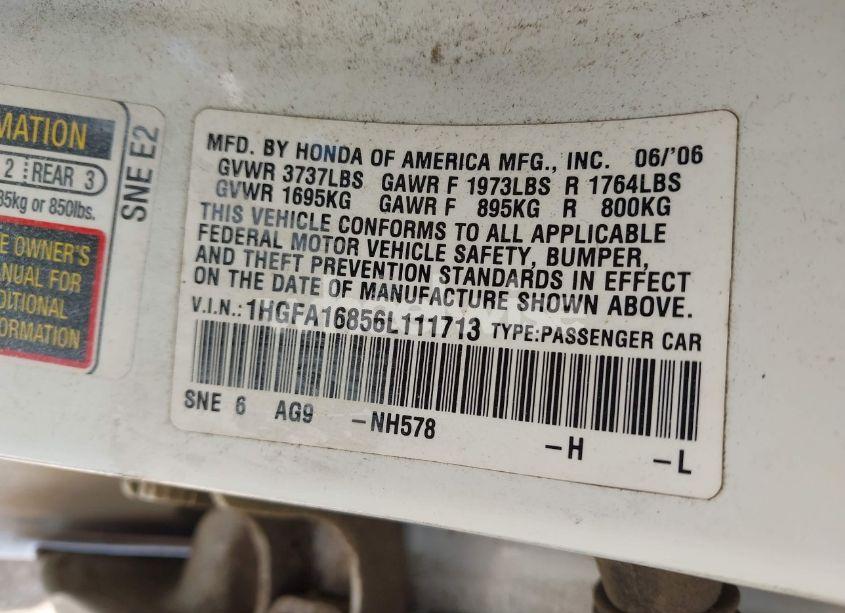 MATION
2 REAR 3
85kg or 850lbs.
E OWNER'S
ANUAL FOR
DITIONAL
FORMATION
SNE E2
MFD. BY HONDA OF AMERICA MFG., INC. 06/'06
GVWR 3737LBS GAWR F 1973LBS R 1764LBS
GVWR 1695KG GAWR F 895KG R 800KG
THIS VEHICLE CONFORMS TO ALL APPLICABLE
FEDERAL MOTOR VEHICLE SAFETY, BUMPER,
AND THEFT PREVENTION STANDARDS IN EFFECT
ON THE DATE OF MANUFACTURE SHOWN ABOVE.
V.I.N.: 1HGFA16856L111713 TYPE:PASSENGER CAR
SNE 6 AG9 -NH578 -H -L